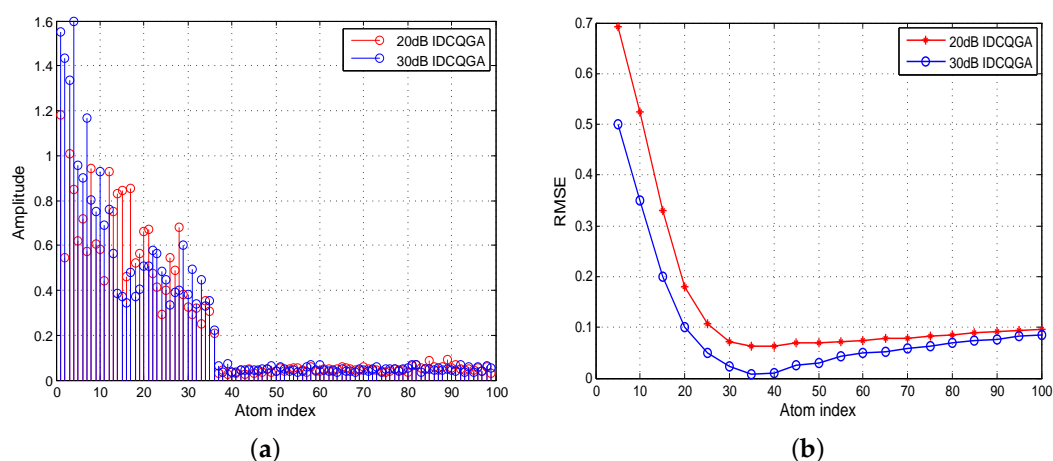 1.6
1.4
1.2
1
0.8
0.6
0.4
0.2
0
Amplitude
0 10 20 30 40 50 60 70 80 90 100
Atom index
20dB IDCQGA
30dB IDCQGA
(a)
0.7
0.6
0.5
0.4
0.3
0.2
0.1
0
RMSE
0 10 20 30 40 50 60 70 80 90 100
Atom index
20dB IDCQGA
30dB IDCQGA
(b)